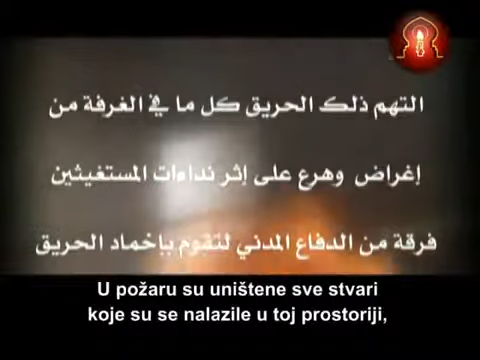 التهم ذلك الحريق كل ما في الغرفة من
إغراض وهرع على إثر نداءات المستغيثين
فرقة من الدفاع المدني لتقوم بإخماد الحريق
U požaru su uništene sve stvari
koje su se nalazile u toj prostoriji,